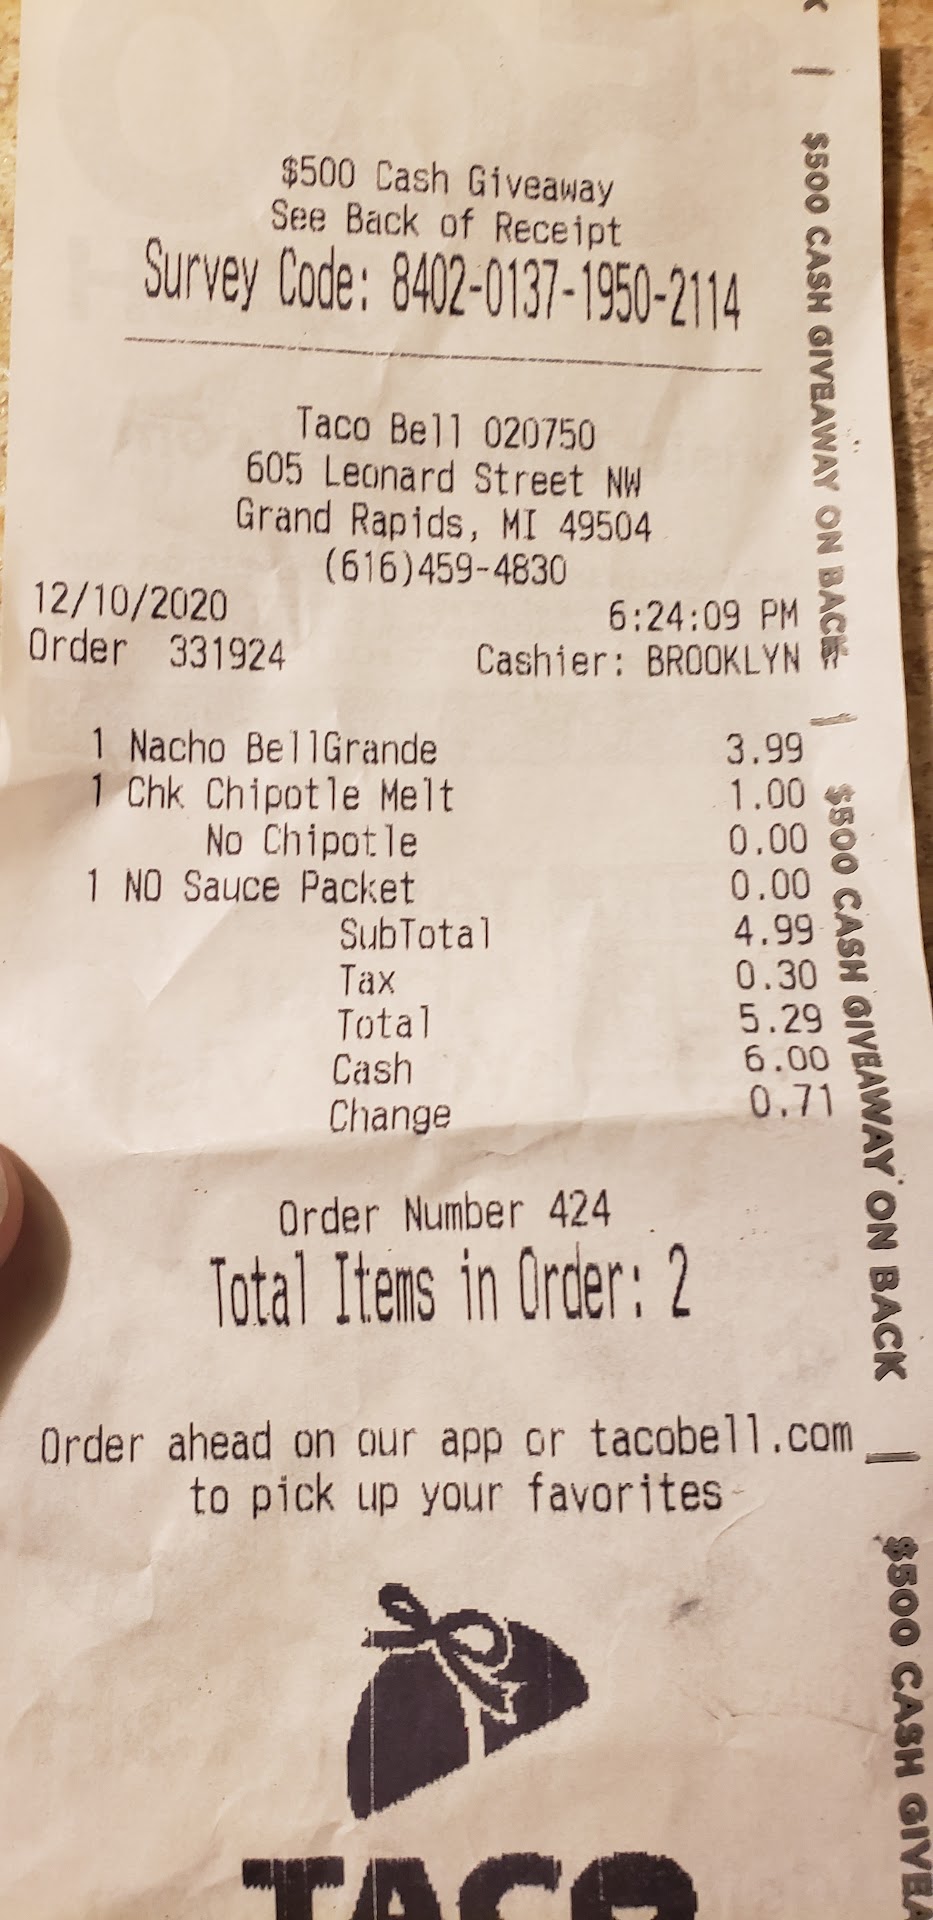 $500 Cash Giveaway
See Back of Receipt
Survey Code: 8402-0137-1950-2114
Taco Bell 020750
605 Leonard Street NW
Grand Rapids, MI 49504
(616)459-4830
12/10/2020 6:24:09 PM
Order 331924 Cashier: BROOKLYN
1 Nacho BellGrande 3.99
1 Chk Chipotle Melt 1.00
No Chipotle 0.00
1 NO Sauce Packet 0.00
SubTotal 4.99
Tax 0.30
Total 5.29
Cash 6.00
Change 0.71
Order Number 424
Total Items in Order: 2
Order ahead on our app or tacobell.com
to pick up your favorites
TACO
$500 CASH GIVEAWAY ON BACK |
$500 CASH GIVEAWAY ON BACK |
$500 CASH GIVEA